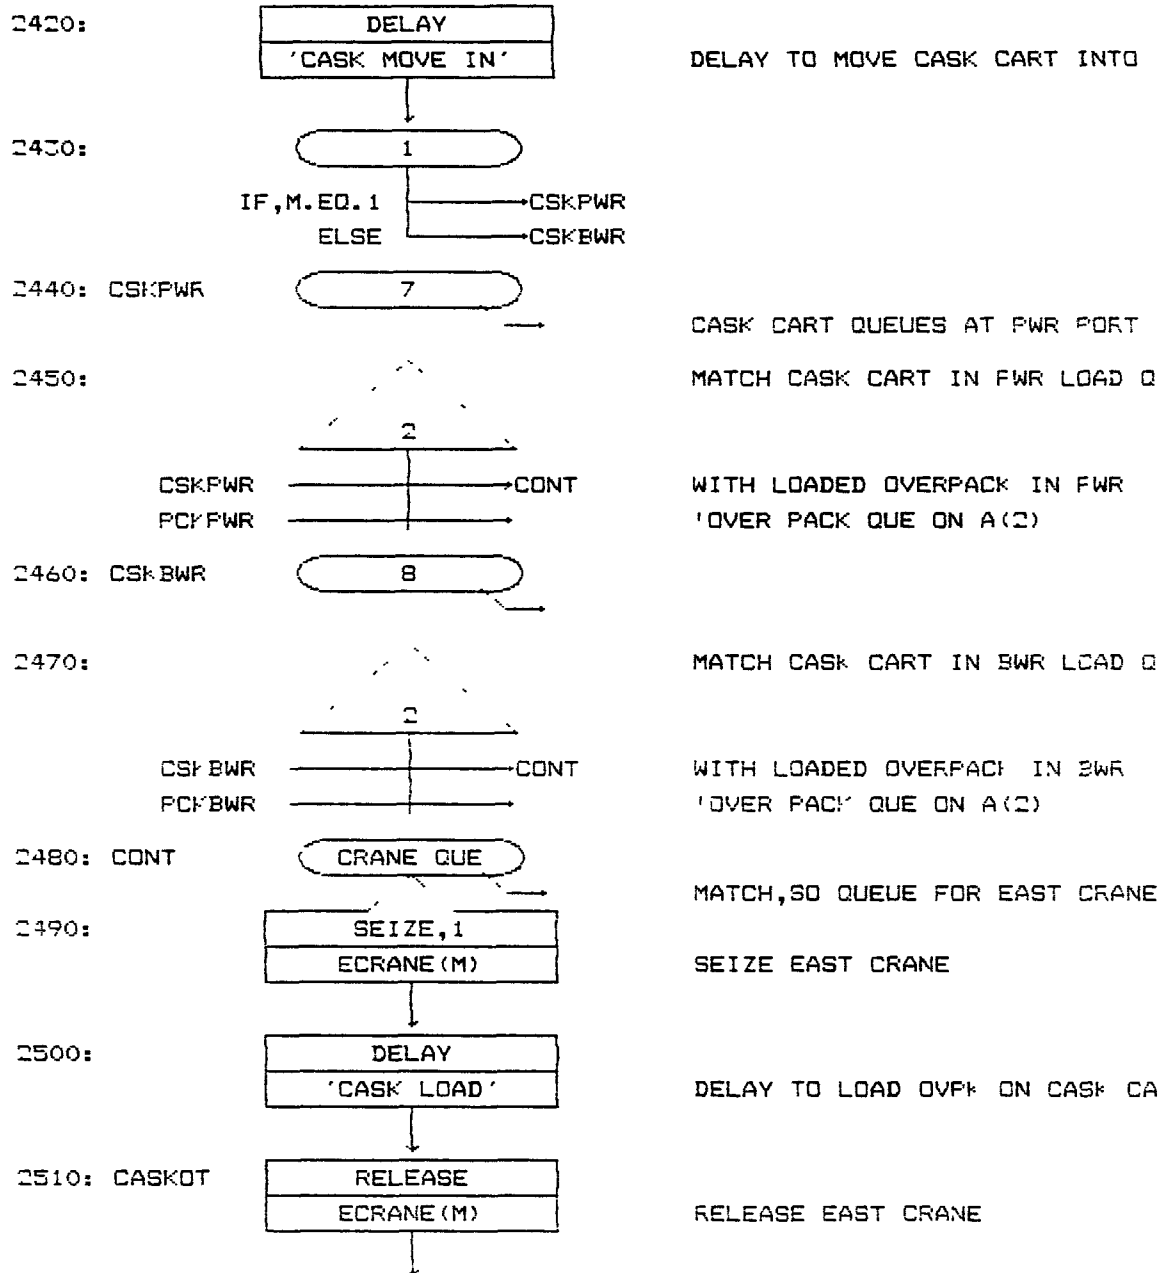 2420: DELAY
'CASK MOVE IN' DELAY TO MOVE CASK CART INTO
2430: 1
IF,M.EQ.1 CSKPWR
ELSE CSKBWR
2440: CSKPWR 7
CASK CART QUEUES AT PWR PORT
2450: MATCH CASK CART IN PWR LOAD Q
2
CSKPWR CONT WITH LOADED OVERPACK IN PWR
PCKPWR 'OVER PACK QUE ON A(2)
2460: CSKBWR 8
2470: MATCH CASK CART IN BWR LOAD Q
2
CSKBWR CONT WITH LOADED OVERPACK IN BWR
PCKBWR 'OVER PACK QUE ON A(2)
2480: CONT CRANE QUE
MATCH,SO QUEUE FOR EAST CRANE
2490: SEIZE,1
ECRANE(M) SEIZE EAST CRANE
2500: DELAY
'CASK LOAD' DELAY TO LOAD OVPK ON CASK CA
2510: CASKOT RELEASE
ECRANE(M) RELEASE EAST CRANE